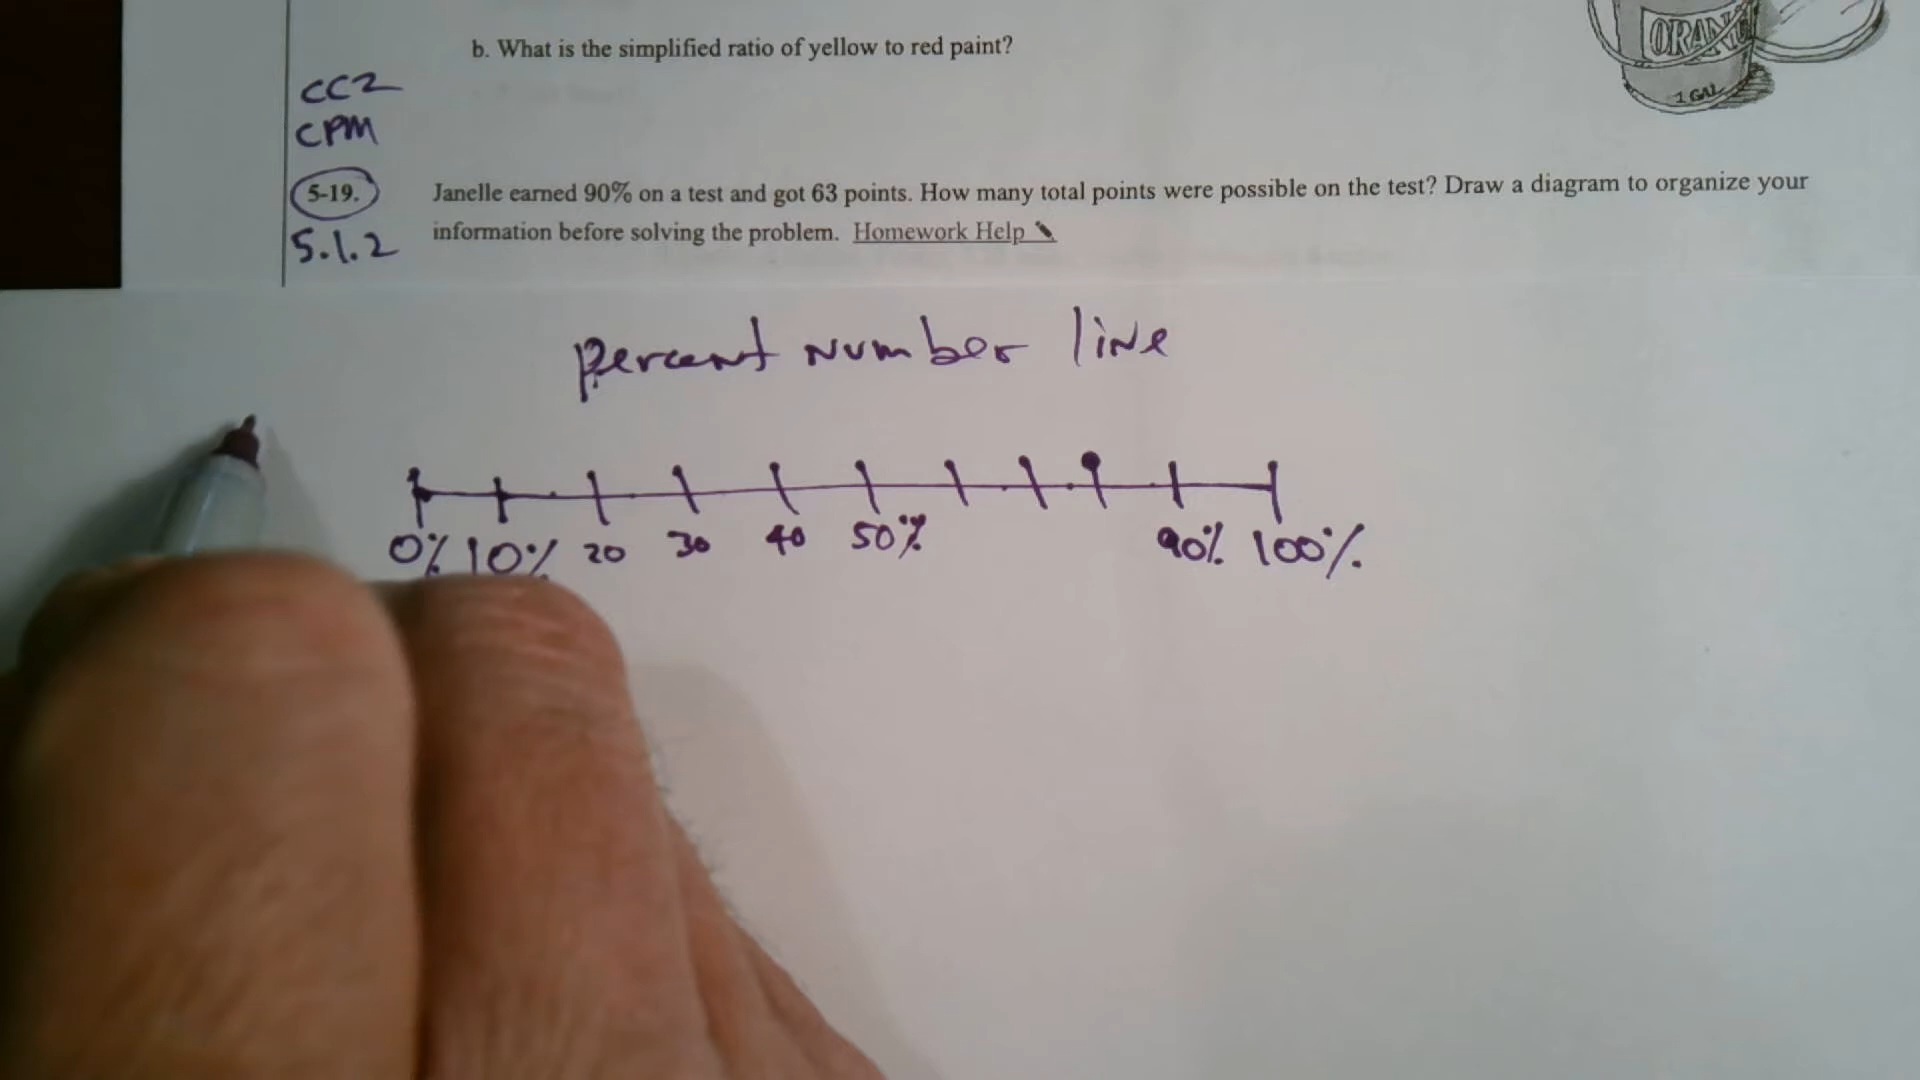 b. What is the simplified ratio of yellow to red paint?
ORANG
1 GAL
CC2
CPM
5-19. Janelle earned 90% on a test and got 63 points. How many total points were possible on the test? Draw a diagram to organize your
information before solving the problem. Homework Help
5.1.2
percent number line
0% 10% 20 30 40 50% 90% 100%